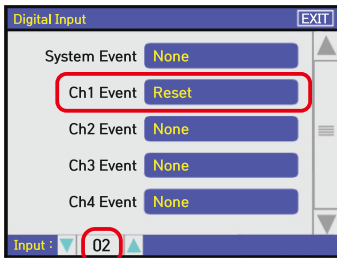 Digital Input EXIT
System Event None
Ch1 Event Reset
Ch2 Event None
Ch3 Event None
Ch4 Event None
Input : 02